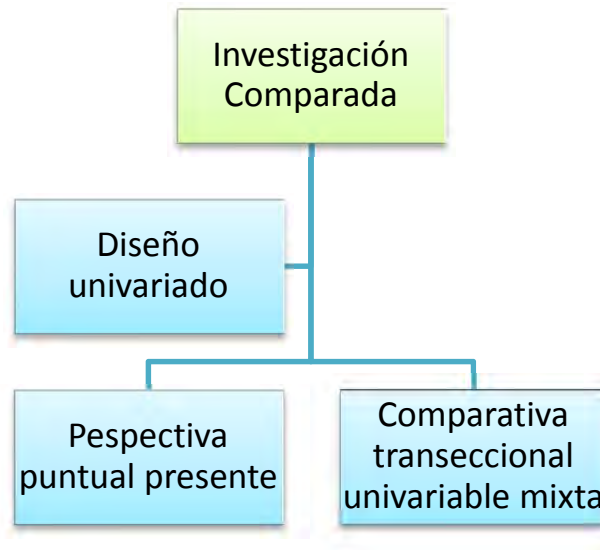 Investigación
Comparada
Diseño
univariado
Pespectiva
puntual presente
Comparativa
transeccional
univariable mixta